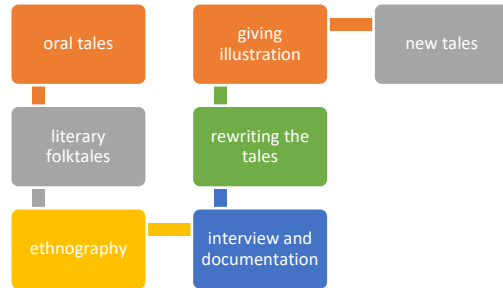 oral tales
literary
folktales
ethnography
interview and
documentation
rewriting the
tales
giving
illustration
new tales